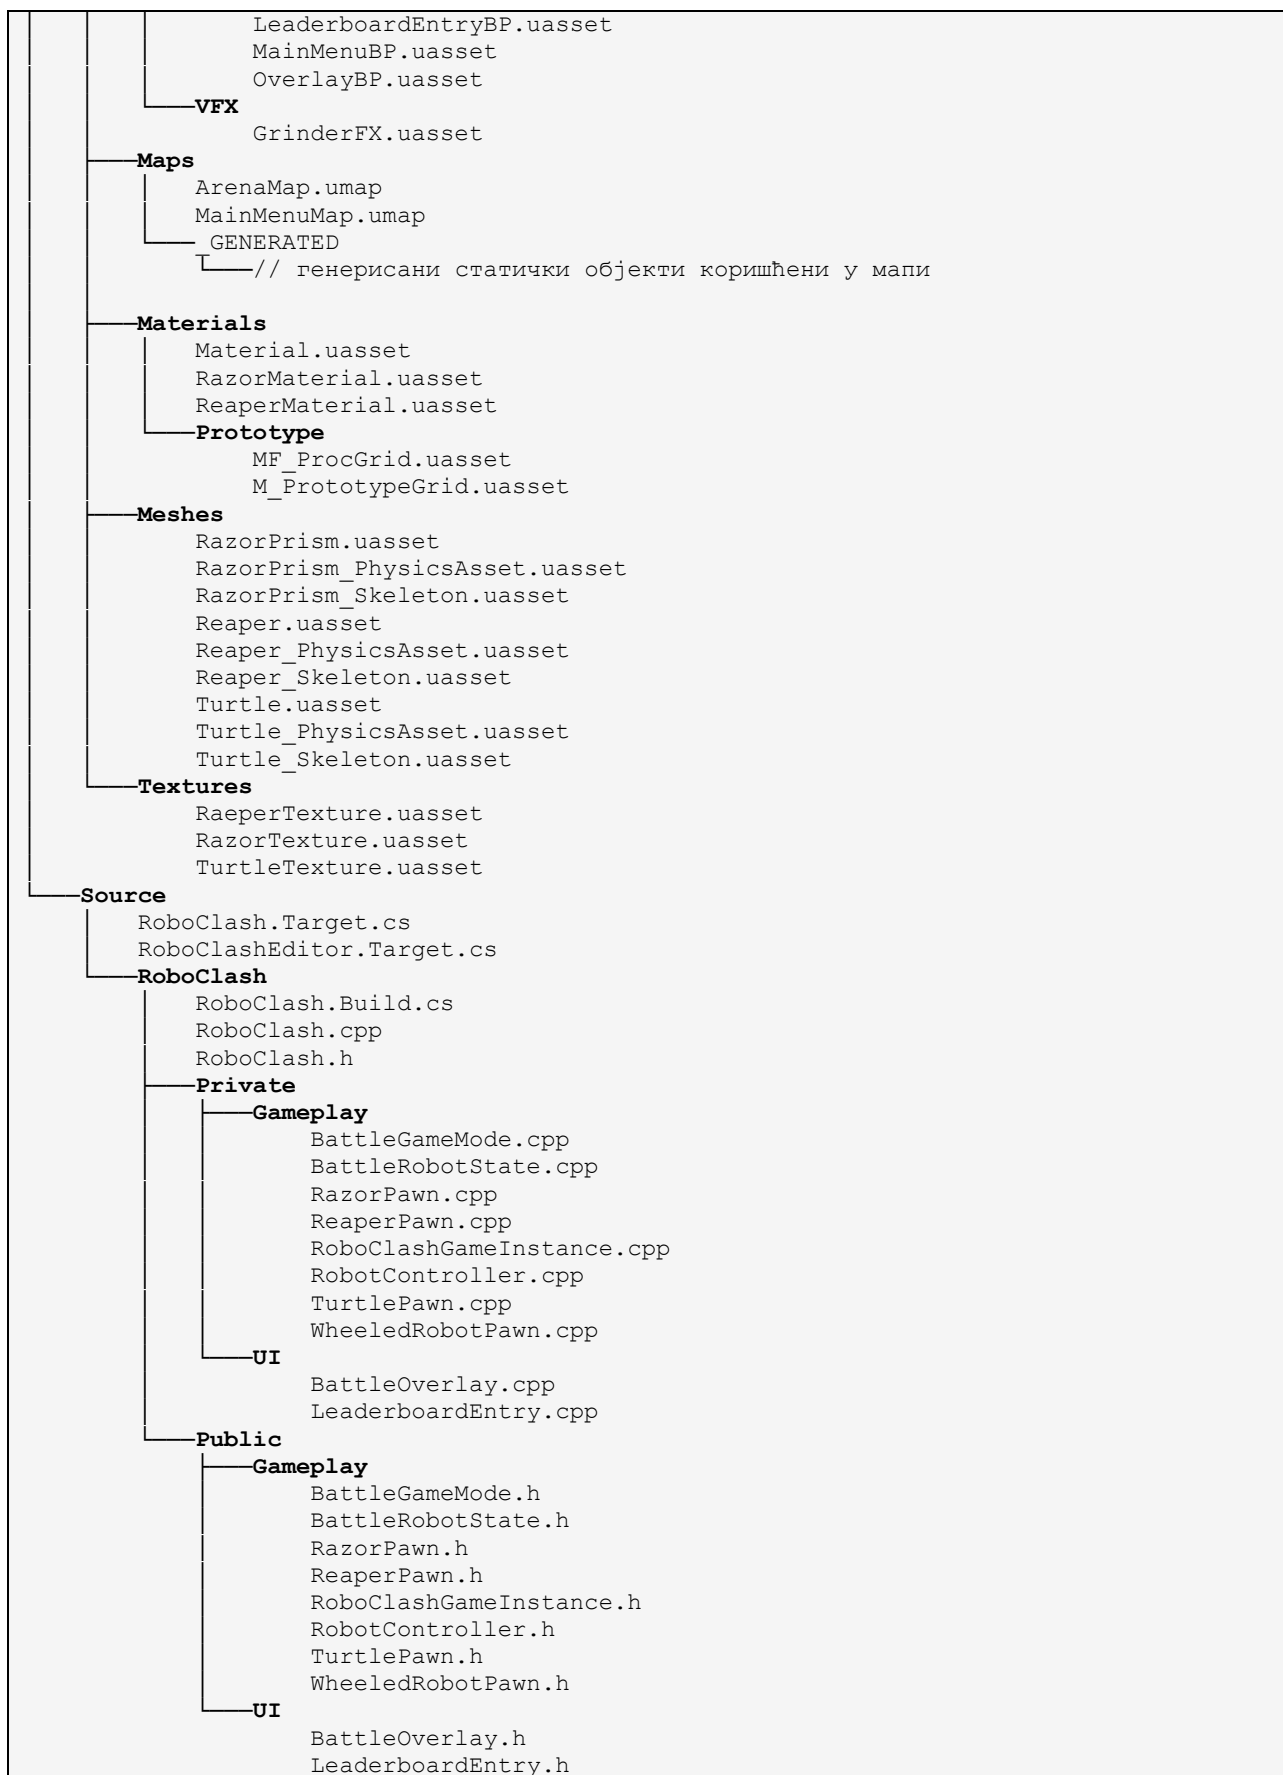 LeaderboardEntryBP.uasset
MainMenuBP.uasset
OverlayBP.uasset
VFX
GrinderFX.uasset
Maps
ArenaMap.umap
MainMenuMap.umap
_GENERATED
// генерисани статички објекти коришћени у мапи
Materials
Material.uasset
RazorMaterial.uasset
ReaperMaterial.uasset
Prototype
MF_ProcGrid.uasset
M_PrototypeGrid.uasset
Meshes
RazorPrism.uasset
RazorPrism_PhysicsAsset.uasset
RazorPrism_Skeleton.uasset
Reaper.uasset
Reaper_PhysicsAsset.uasset
Reaper_Skeleton.uasset
Turtle.uasset
Turtle_PhysicsAsset.uasset
Turtle_Skeleton.uasset
Textures
RaeperTexture.uasset
RazorTexture.uasset
TurtleTexture.uasset
Source
RoboClash.Target.cs
RoboClashEditor.Target.cs
RoboClash
RoboClash.Build.cs
RoboClash.cpp
RoboClash.h
Private
Gameplay
BattleGameMode.cpp
BattleRobotState.cpp
RazorPawn.cpp
ReaperPawn.cpp
RoboClashGameInstance.cpp
RobotController.cpp
TurtlePawn.cpp
WheeledRobotPawn.cpp
UI
BattleOverlay.cpp
LeaderboardEntry.cpp
Public
Gameplay
BattleGameMode.h
BattleRobotState.h
RazorPawn.h
ReaperPawn.h
RoboClashGameInstance.h
RobotController.h
TurtlePawn.h
WheeledRobotPawn.h
UI
BattleOverlay.h
LeaderboardEntry.h